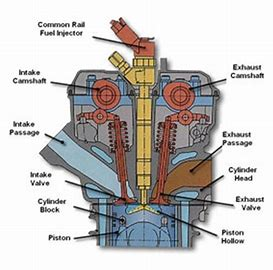 Common Rail
Fuel Injector
Intake
Camshaft
Exhaust
Camshaft
Intake
Passage
Exhaust
Passage
Intake
Valve
Cylinder
Head
Cylinder
Block
Exhaust
Valve
Piston
Piston
Hollow